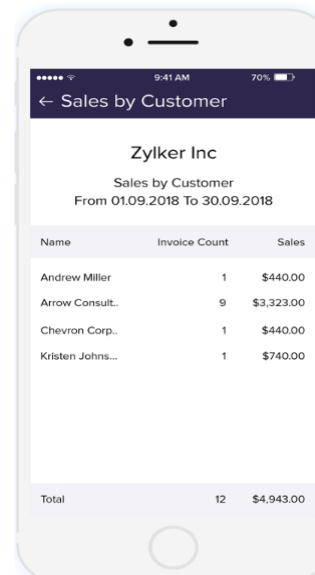 9:41 AM 70%
← Sales by Customer
Zylker Inc
Sales by Customer
From 01.09.2018 To 30.09.2018
Name Invoice Count Sales
Andrew Miller 1 $440.00
Arrow Consult.. 9 $3,323.00
Chevron Corp.. 1 $440.00
Kristen Johns... 1 $740.00
Total 12 $4,943.00